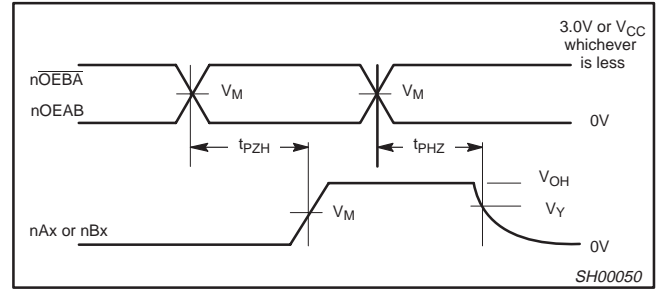 3.0V or VCC
whichever
is less
nOEBA
VM
VM
nOEAB
0V
tPZH
tPHZ
VOH
VY
VM
nAx or nBx
0V
SH00050